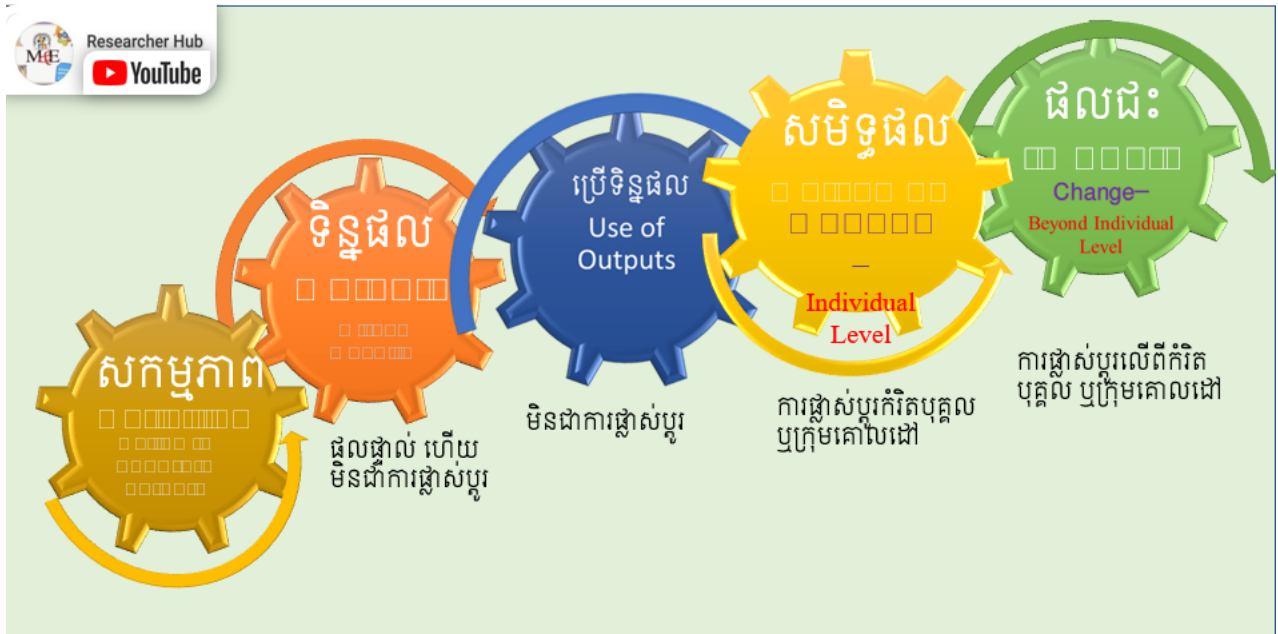 Researcher Hub
M&E
YouTube
សកម្មភាព
ទិន្នផល
ផលផ្ទាល់ ហើយ
មិនជាការផ្លាស់ប្តូរ
ប្រើទិន្នផល
Use of
Outputs
មិនជាការផ្លាស់ប្តូរ
សមិទ្ធផល
–
Individual
Level
ការផ្លាស់ប្តូរកំរិតបុគ្គល
ឬក្រុមគោលដៅ
ផលជះ
Change–
Beyond Individual
Level
ការផ្លាស់ប្តូរលើពីកំរិត
បុគ្គល ឬក្រុមគោលដៅ